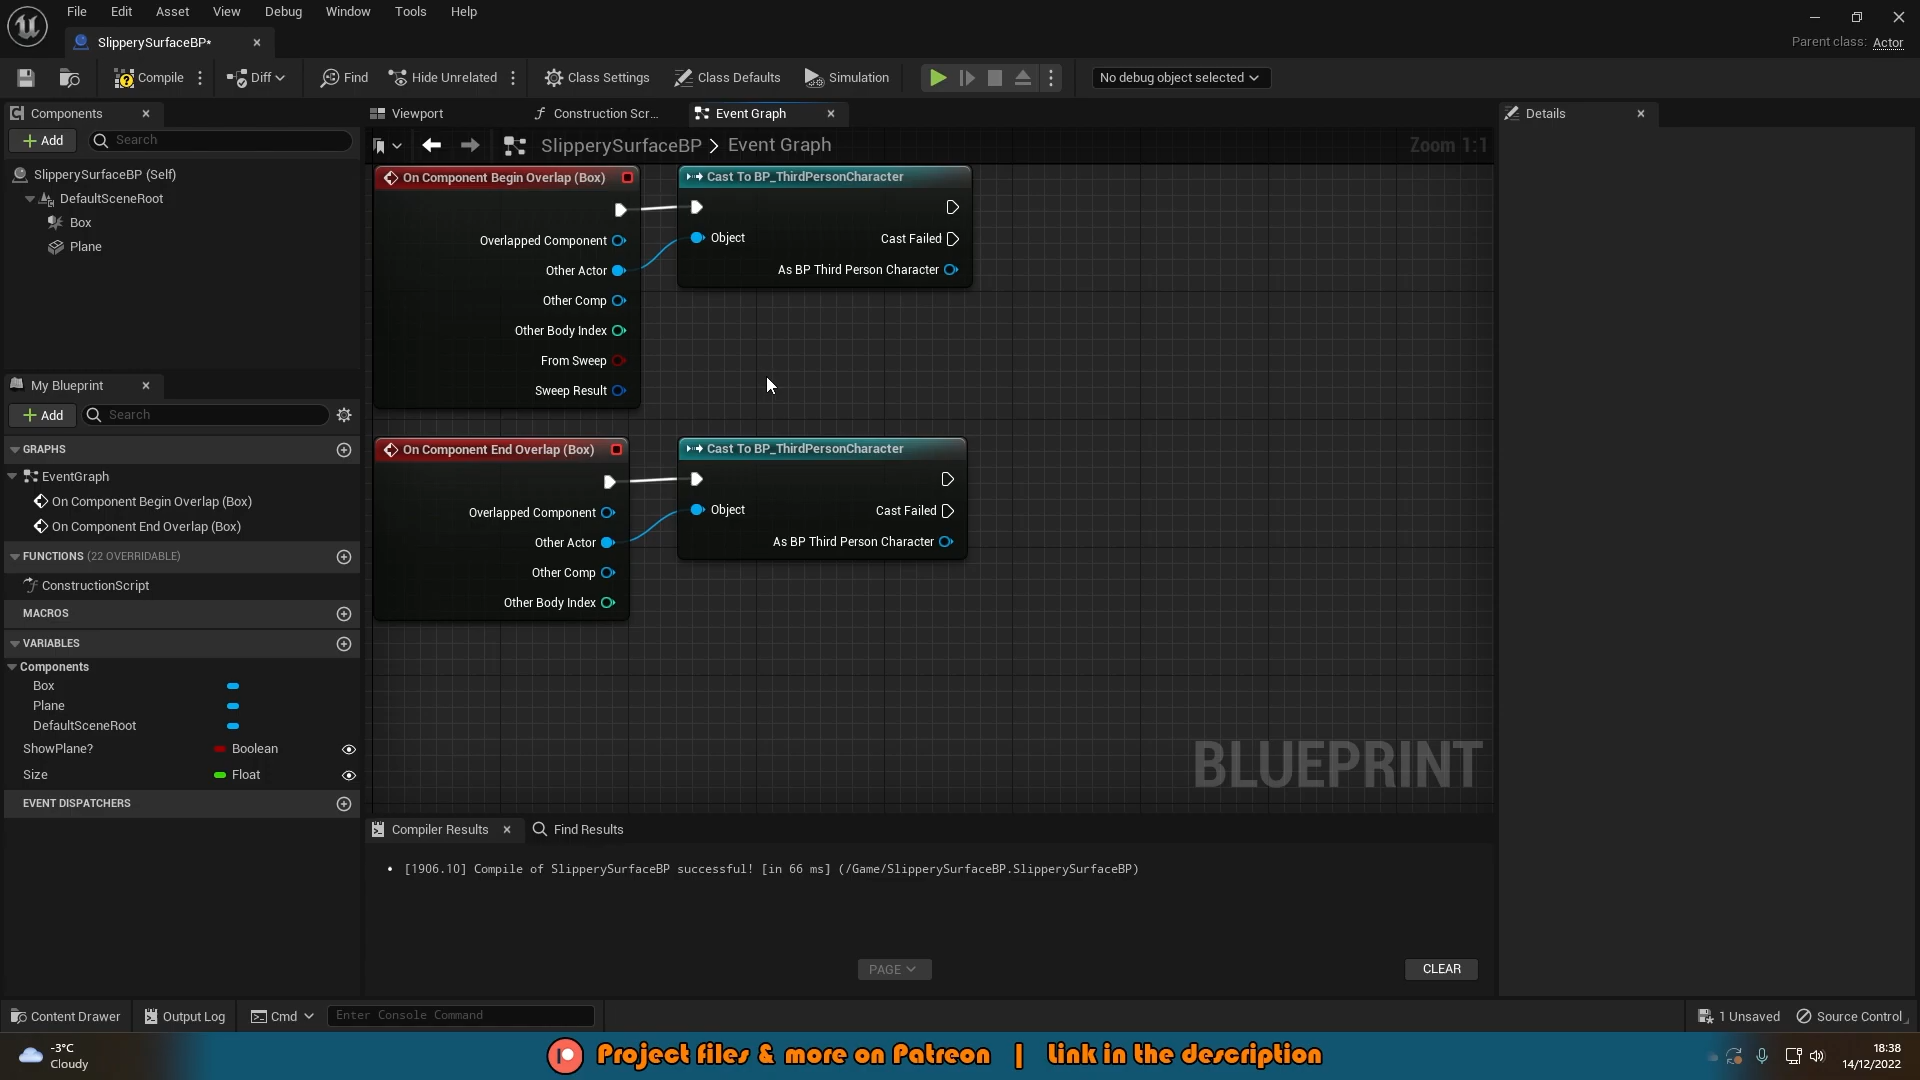 File Edit Asset View Debug Window Tools Help
SlipperySurfaceBP*
Parent class: Actor
Compile Diff Find Hide Unrelated Class Settings Class Defaults Simulation No debug object selected
Components
Viewport Construction Scr... Event Graph
Details
Add Search
SlipperySurfaceBP > Event Graph
Zoom 1:1
SlipperySurfaceBP (Self)
DefaultSceneRoot
Box
Plane
On Component Begin Overlap (Box)
Overlapped Component
Other Actor
Other Comp
Other Body Index
From Sweep
Sweep Result
Cast To BP_ThirdPersonCharacter
Object Cast Failed
As BP Third Person Character
On Component End Overlap (Box)
Overlapped Component
Other Actor
Other Comp
Other Body Index
Cast To BP_ThirdPersonCharacter
Object Cast Failed
As BP Third Person Character
BLUEPRINT
My Blueprint
Add Search
GRAPHS
EventGraph
On Component Begin Overlap (Box)
On Component End Overlap (Box)
FUNCTIONS (22 OVERRIDABLE)
ConstructionScript
MACROS
VARIABLES
Components
Box
Plane
DefaultSceneRoot
ShowPlane? Boolean
Size Float
EVENT DISPATCHERS
Compiler Results Find Results
• [1906.10] Compile of SlipperySurfaceBP successful! [in 66 ms] (/Game/SlipperySurfaceBP.SlipperySurfaceBP)
PAGE
CLEAR
Content Drawer Output Log Cmd Enter Console Command
1 Unsaved Source Control
-3°C
Cloudy
Project files & more on Patreon | Link in the description
18:38
14/12/2022